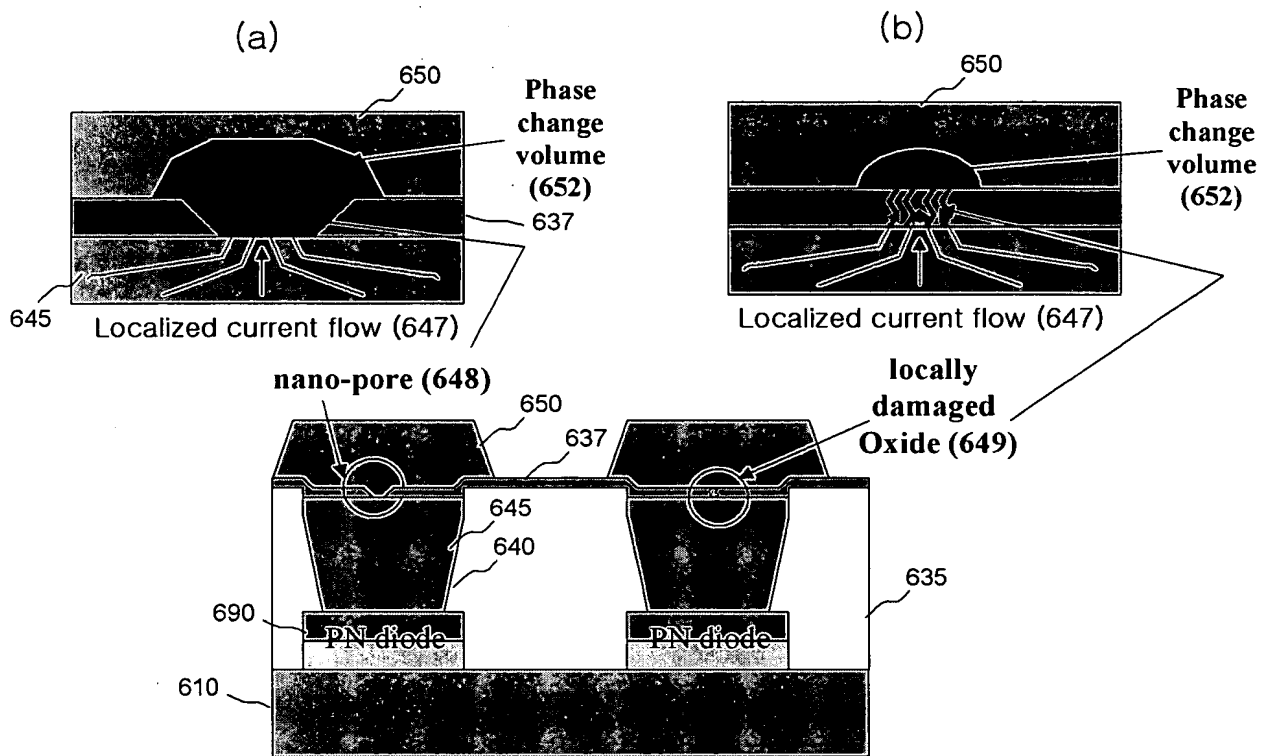 (a)
650
Phase
change
volume
(652)
637
645
Localized current flow (647)
(b)
650
Phase
change
volume
(652)
Localized current flow (647)
nano-pore (648)
locally
damaged
Oxide (649)
650
637
645
640
635
690
PN diode
PN diode
610